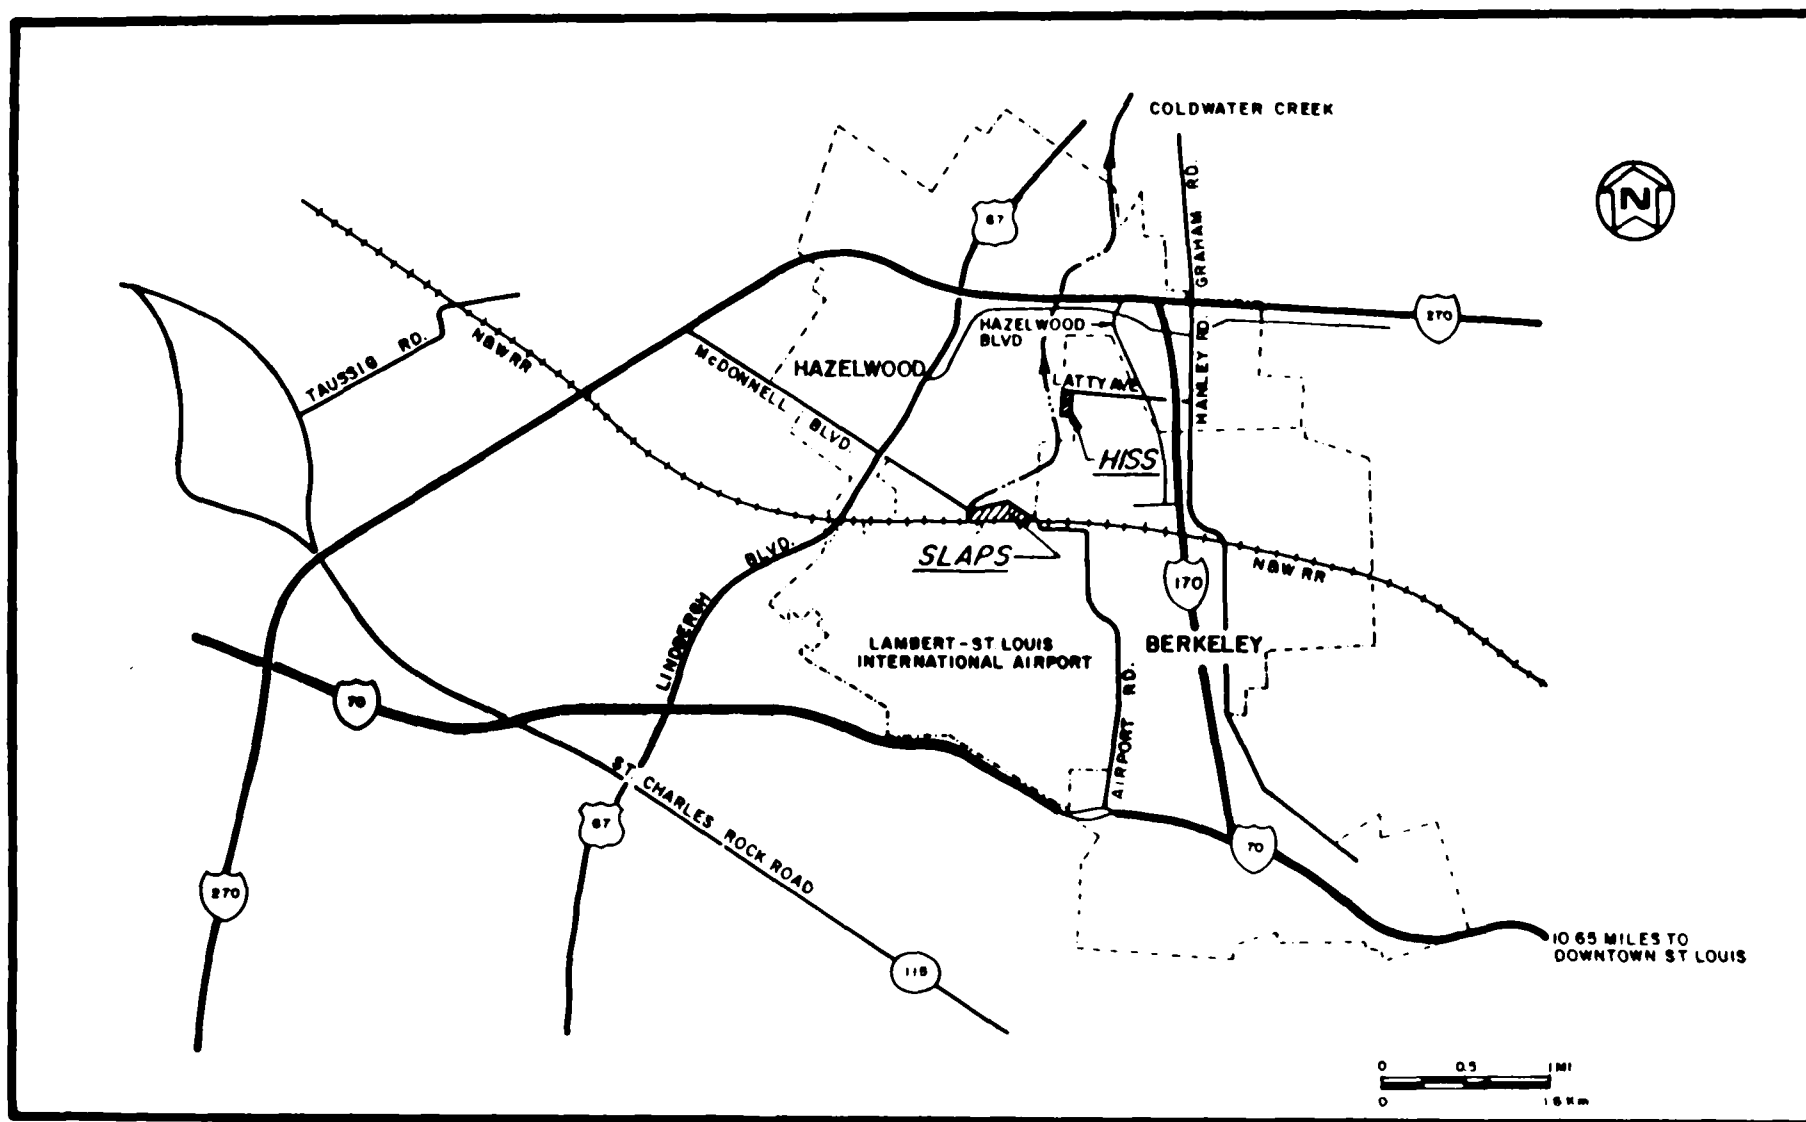 COLDWATER CREEK
67
GRAHAM RD.
N
N&W RR
TAUSSIG RD.
270
HAZELWOOD
BLVD
McDONNELL BLVD
HAZELWOOD
HANLEY RD.
LATTY AVE
HISS
SLAPS
N&W RR
170
LINDBERGH BLVD.
LAMBERT-ST. LOUIS
INTERNATIONAL AIRPORT
BERKELEY
AIRPORT RD.
70
ST. CHARLES ROCK ROAD
67
70
270
115
10.65 MILES TO
DOWNTOWN ST LOUIS
0 0.5 1 MI
0 1.6 Km